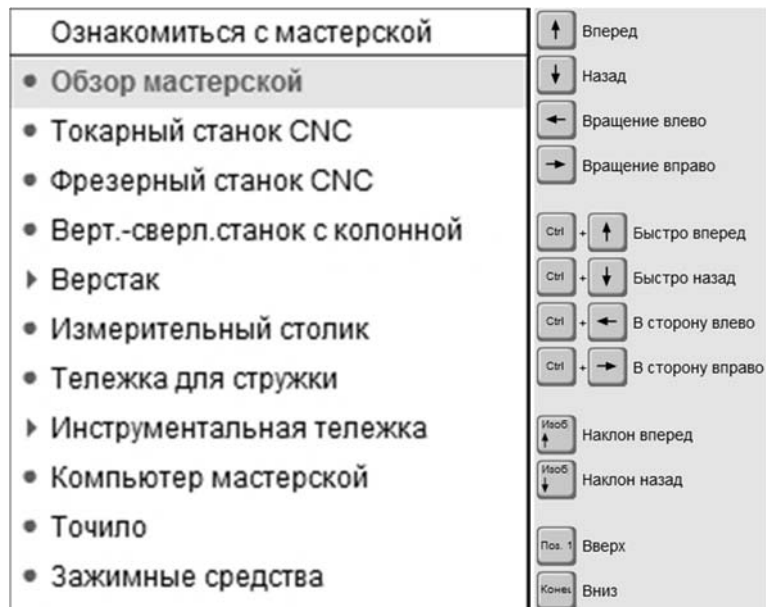 Ознакомиться с мастерской
Обзор мастерской
Токарный станок CNC
Фрезерный станок CNC
Верт.-сверл.станок с колонной
Верстак
Измерительный столик
Тележка для стружки
Инструментальная тележка
Компьютер мастерской
Точило
Зажимные средства
Вперед
Назад
Вращение влево
Вращение вправо
Ctrl + Быстро вперед
Ctrl + Быстро назад
Ctrl + В сторону влево
Ctrl + В сторону вправо
Изоб Наклон вперед
Изоб Наклон назад
Поз. 1 Вверх
Конец Вниз